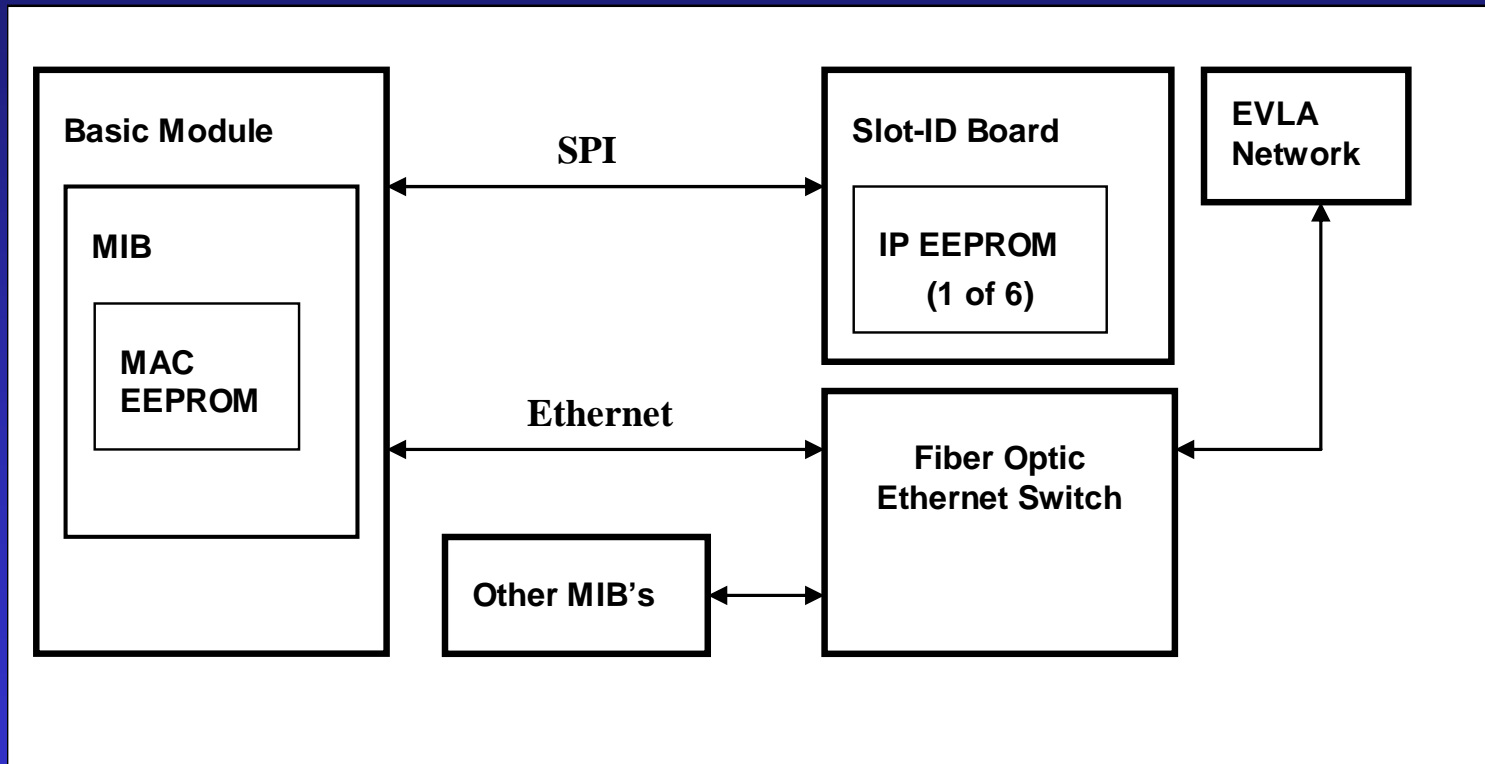 Basic Module
MIB
MAC
EEPROM
SPI
Ethernet
Other MIB’s
Slot-ID Board
IP EEPROM
(1 of 6)
Fiber Optic
Ethernet Switch
EVLA
Network